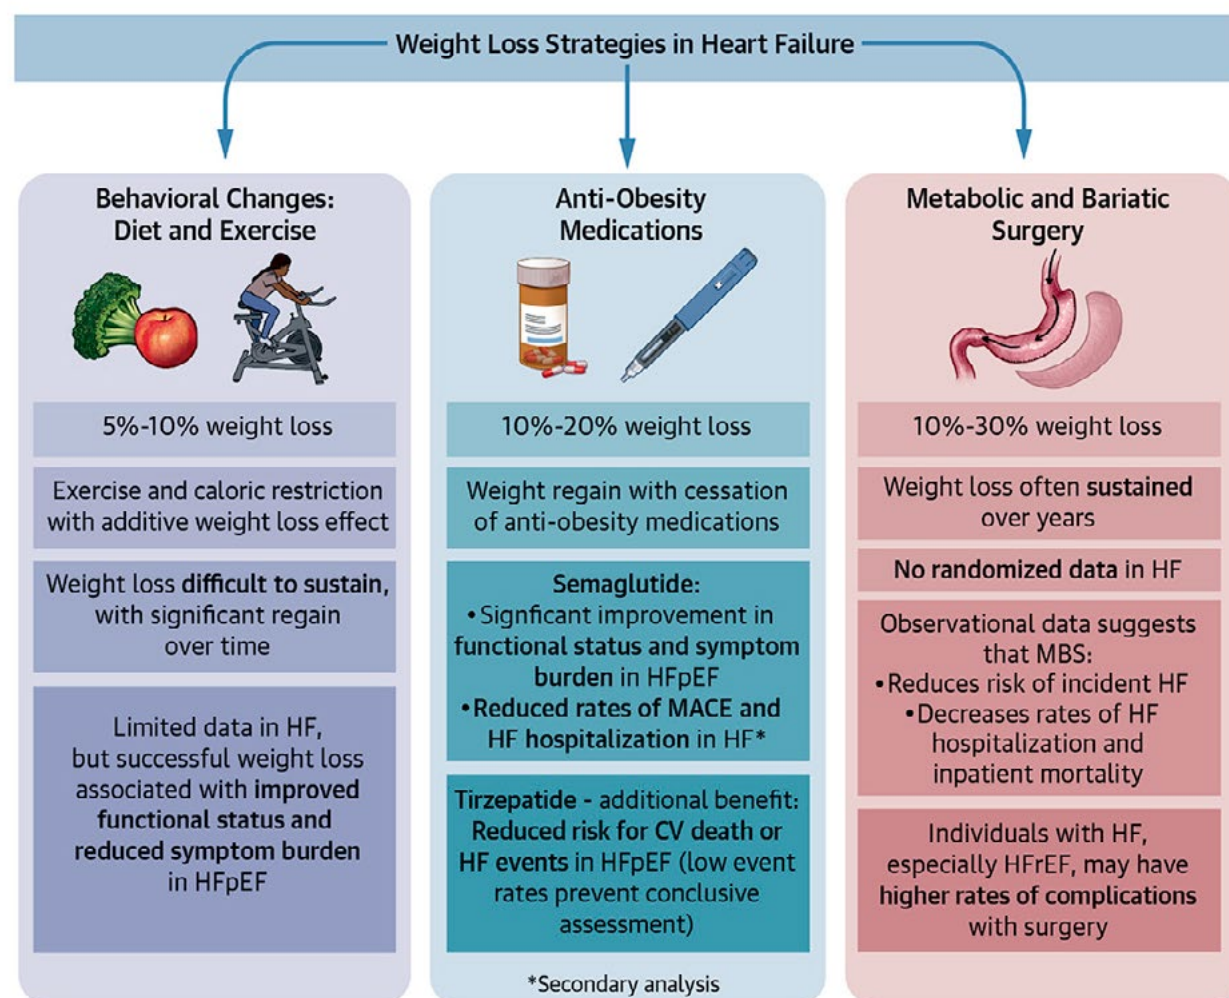 Weight Loss Strategies in Heart Failure
Behavioral Changes:
Diet and Exercise
5%-10% weight loss
Exercise and caloric restriction
with additive weight loss effect
Weight loss difficult to sustain,
with significant regain
over time
Limited data in HF,
but successful weight loss
associated with improved
functional status and
reduced symptom burden
in HFpEF
Anti-Obesity
Medications
10%-20% weight loss
Weight regain with cessation
of anti-obesity medications
Semaglutide:
• Signficant improvement in
functional status and symptom
burden in HFpEF
• Reduced rates of MACE and
HF hospitalization in HF*
Tirzepatide - additional benefit:
Reduced risk for CV death or
HF events in HFpEF (low event
rates prevent conclusive
assessment)
*Secondary analysis
Metabolic and Bariatic
Surgery
10%-30% weight loss
Weight loss often sustained
over years
No randomized data in HF
Observational data suggests
that MBS:
• Reduces risk of incident HF
• Decreases rates of HF
hospitalization and
inpatient mortality
Individuals with HF,
especially HFrEF, may have
higher rates of complications
with surgery